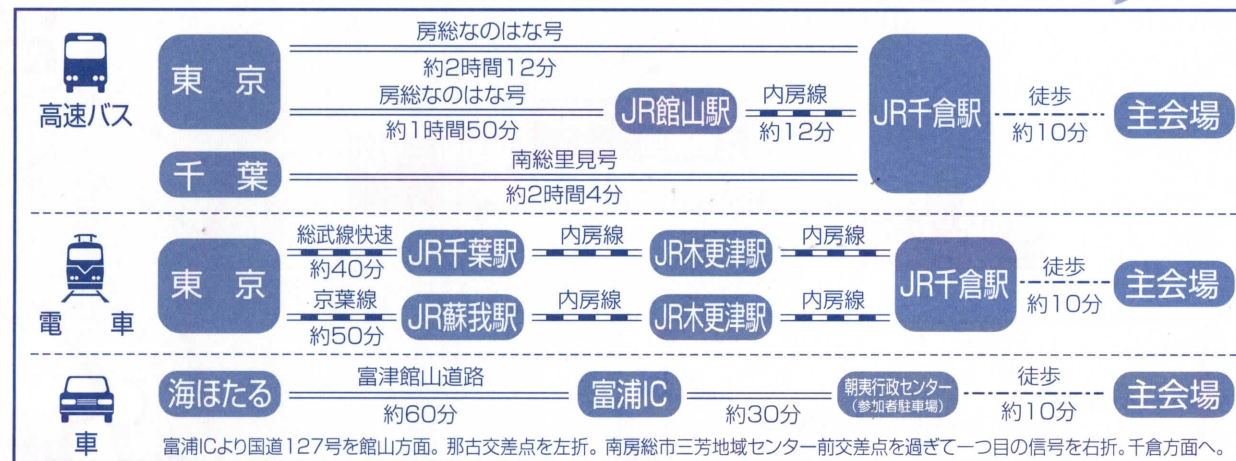 房総なのはな号
東 京
約2時間12分
房総なのはな号
高速バス
JR館山駅
内房線
JR千倉駅
徒歩
主会場
約1時間50分
約12分
約10分
千 葉
南総里見号
約2時間4分
総武線快速
内房線
内房線
東 京
約40分
JR千葉駅
JR木更津駅
JR千倉駅
徒歩
主会場
京葉線
内房線
内房線
約10分
電 車
約50分
JR蘇我駅
JR木更津駅
海ほたる
富津館山道路
富浦IC
朝夷行政センター
(参加者駐車場)
徒歩
主会場
約60分
約30分
約10分
車
富浦ICより国道127号を館山方面。那古交差点を左折。南房総市三芳地域センター前交差点を過ぎて一つ目の信号を右折。千倉方面へ。